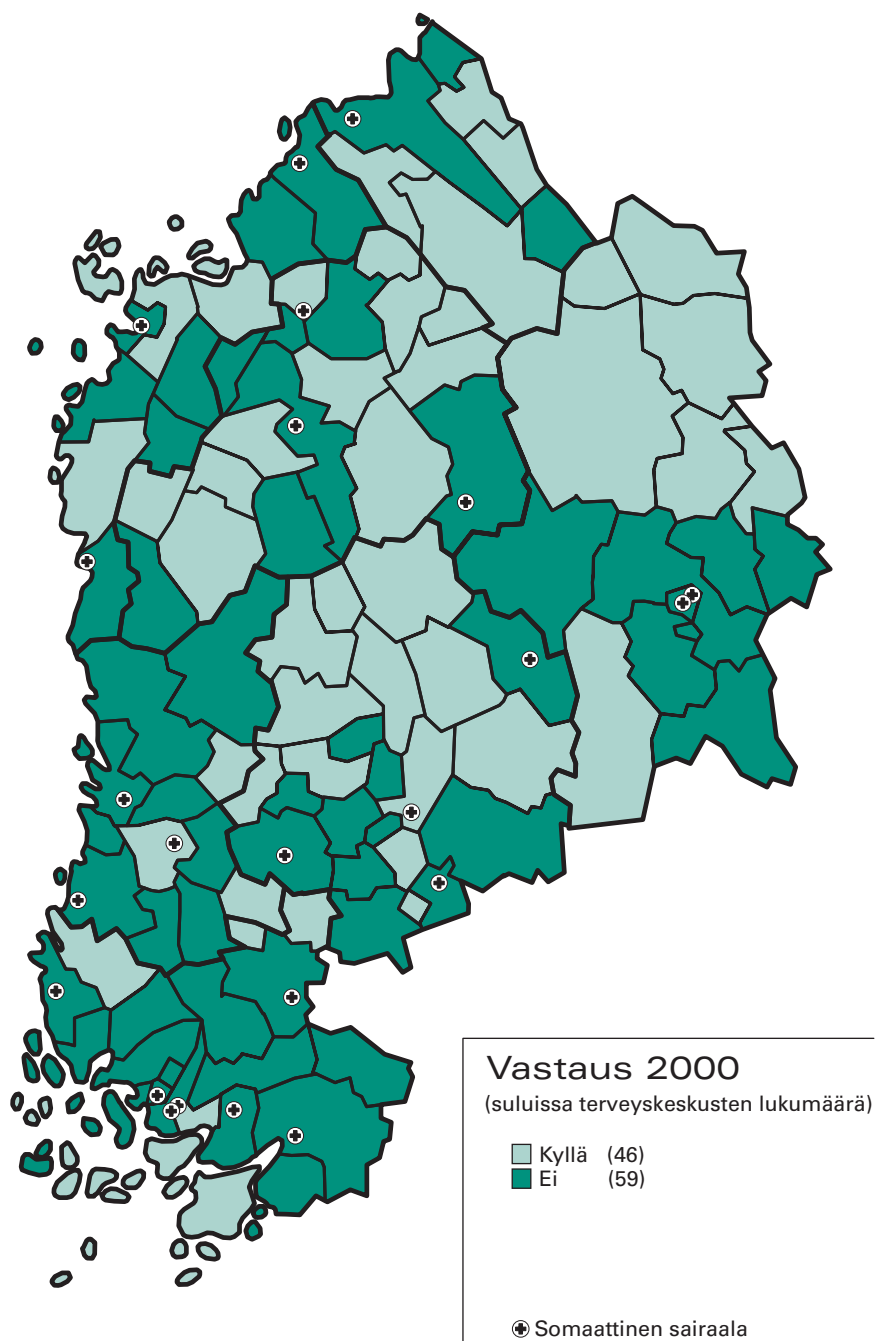 Vastaus 2000
(suluissa terveyskeskusten lukumäärä)
Kyllä (46)
Ei (59)
Somaattinen sairaala